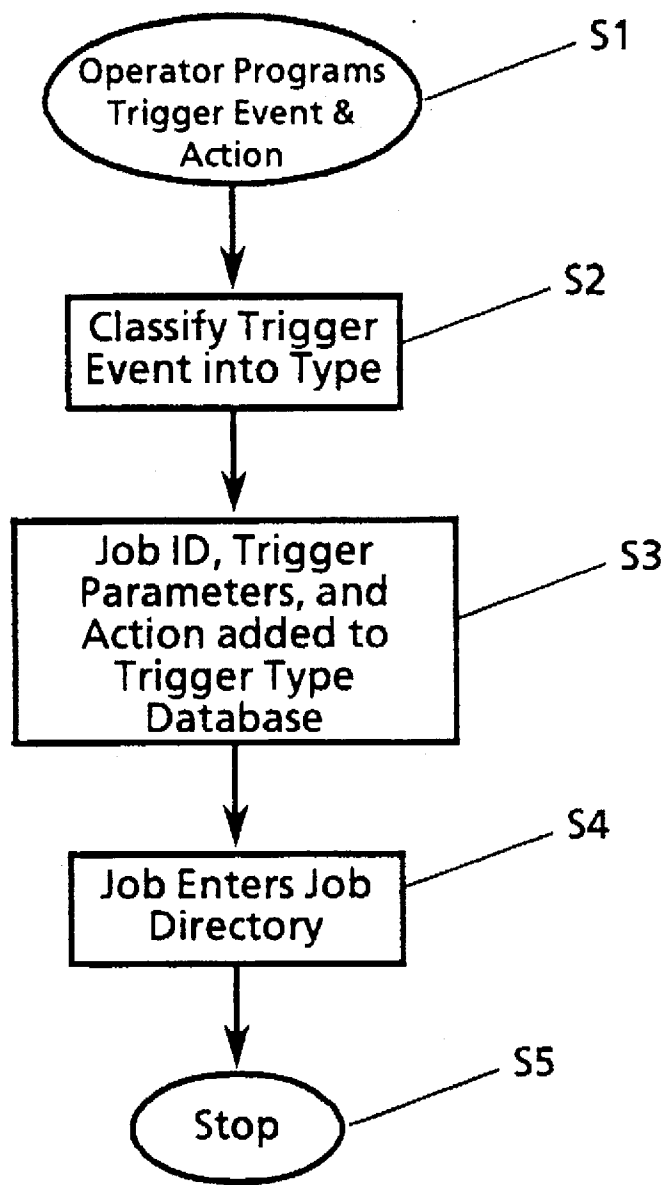 S1
Operator Programs
Trigger Event &
Action
S2
Classify Trigger
Event into Type
S3
Job ID, Trigger
Parameters, and
Action added to
Trigger Type
Database
S4
Job Enters Job
Directory
S5
Stop